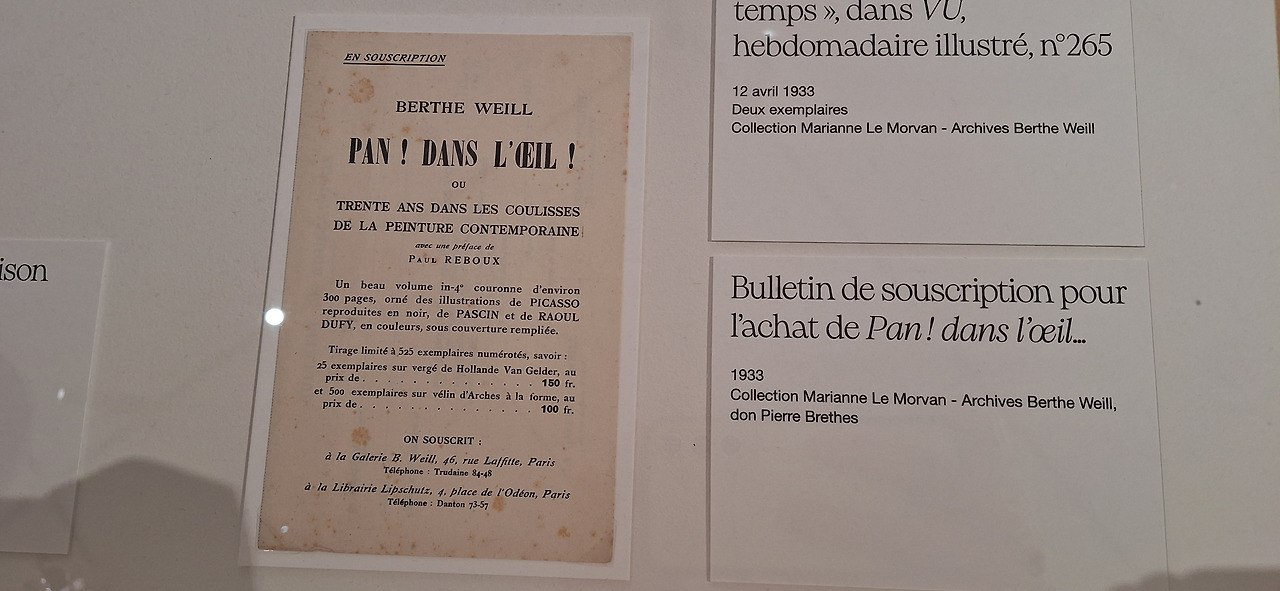 EN SOUSCRIPTION
BERTHE WEILL
PAN ! DANS L'ŒIL !
OU
TRENTE ANS DANS LES COULISSES
DE LA PEINTURE CONTEMPORAINE
avec une préface de
PAUL REBOUX
Un beau volume in-4º couronne d'environ
300 pages, orné des illustrations de PICASSO
reproduites en noir, de PASCIN et de RAOUL
DUFY, en couleurs, sous couverture rempliée.
Tirage limité à 525 exemplaires numérotés, savoir :
25 exemplaires sur vergé de Hollande Van Gelder, au
prix de . . . . . . . . . . . . . . 150 fr.
et 500 exemplaires sur vélin d'Arches à la forme, au
prix de . . . . . . . . . . . . . . 100 fr.
ON SOUSCRIT :
à la Galerie B. Weill, 46, rue Laffitte, Paris
Téléphone : Trudaine 84-48
à la Librairie Lipschutz, 4, place de l'Odéon, Paris
Téléphone : Danton 73-57
temps », dans VU,
hebdomadaire illustré, n°265
12 avril 1933
Deux exemplaires
Collection Marianne Le Morvan - Archives Berthe Weill
Bulletin de souscription pour
l'achat de Pan ! dans l'œil...
1933
Collection Marianne Le Morvan - Archives Berthe Weill,
don Pierre Brethes
ison